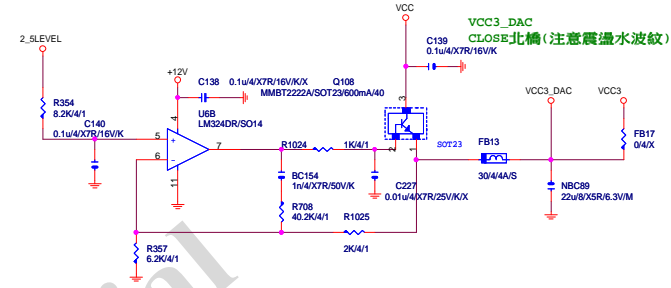 VCC
VCC3_DAC
CLOSE北橋(注意震盪水波紋)
2_5LEVEL
C139
0.1u/4/X7R/16V/K
+12V
C138
0.1u/4/X7R/16V/K/X
Q108
MMBT2222A/SOT23/600mA/40
VCC3_DAC
VCC3
R354
8.2K/4/1
U6B
LM324DR/SO14
C140
0.1u/4/X7R/16V/K
3
4
5
+
6
-
7
11
R1024
1K/4/1
2
1
SOT23
FB13
30/4/4A/S
FB17
0/4/X
BC154
1n/4/X7R/50V/K
C227
0.01u/4/X7R/25V/K/X
NBC89
22u/8/X5R/6.3V/M
R708
40.2K/4/1
R1025
2K/4/1
R357
6.2K/4/1